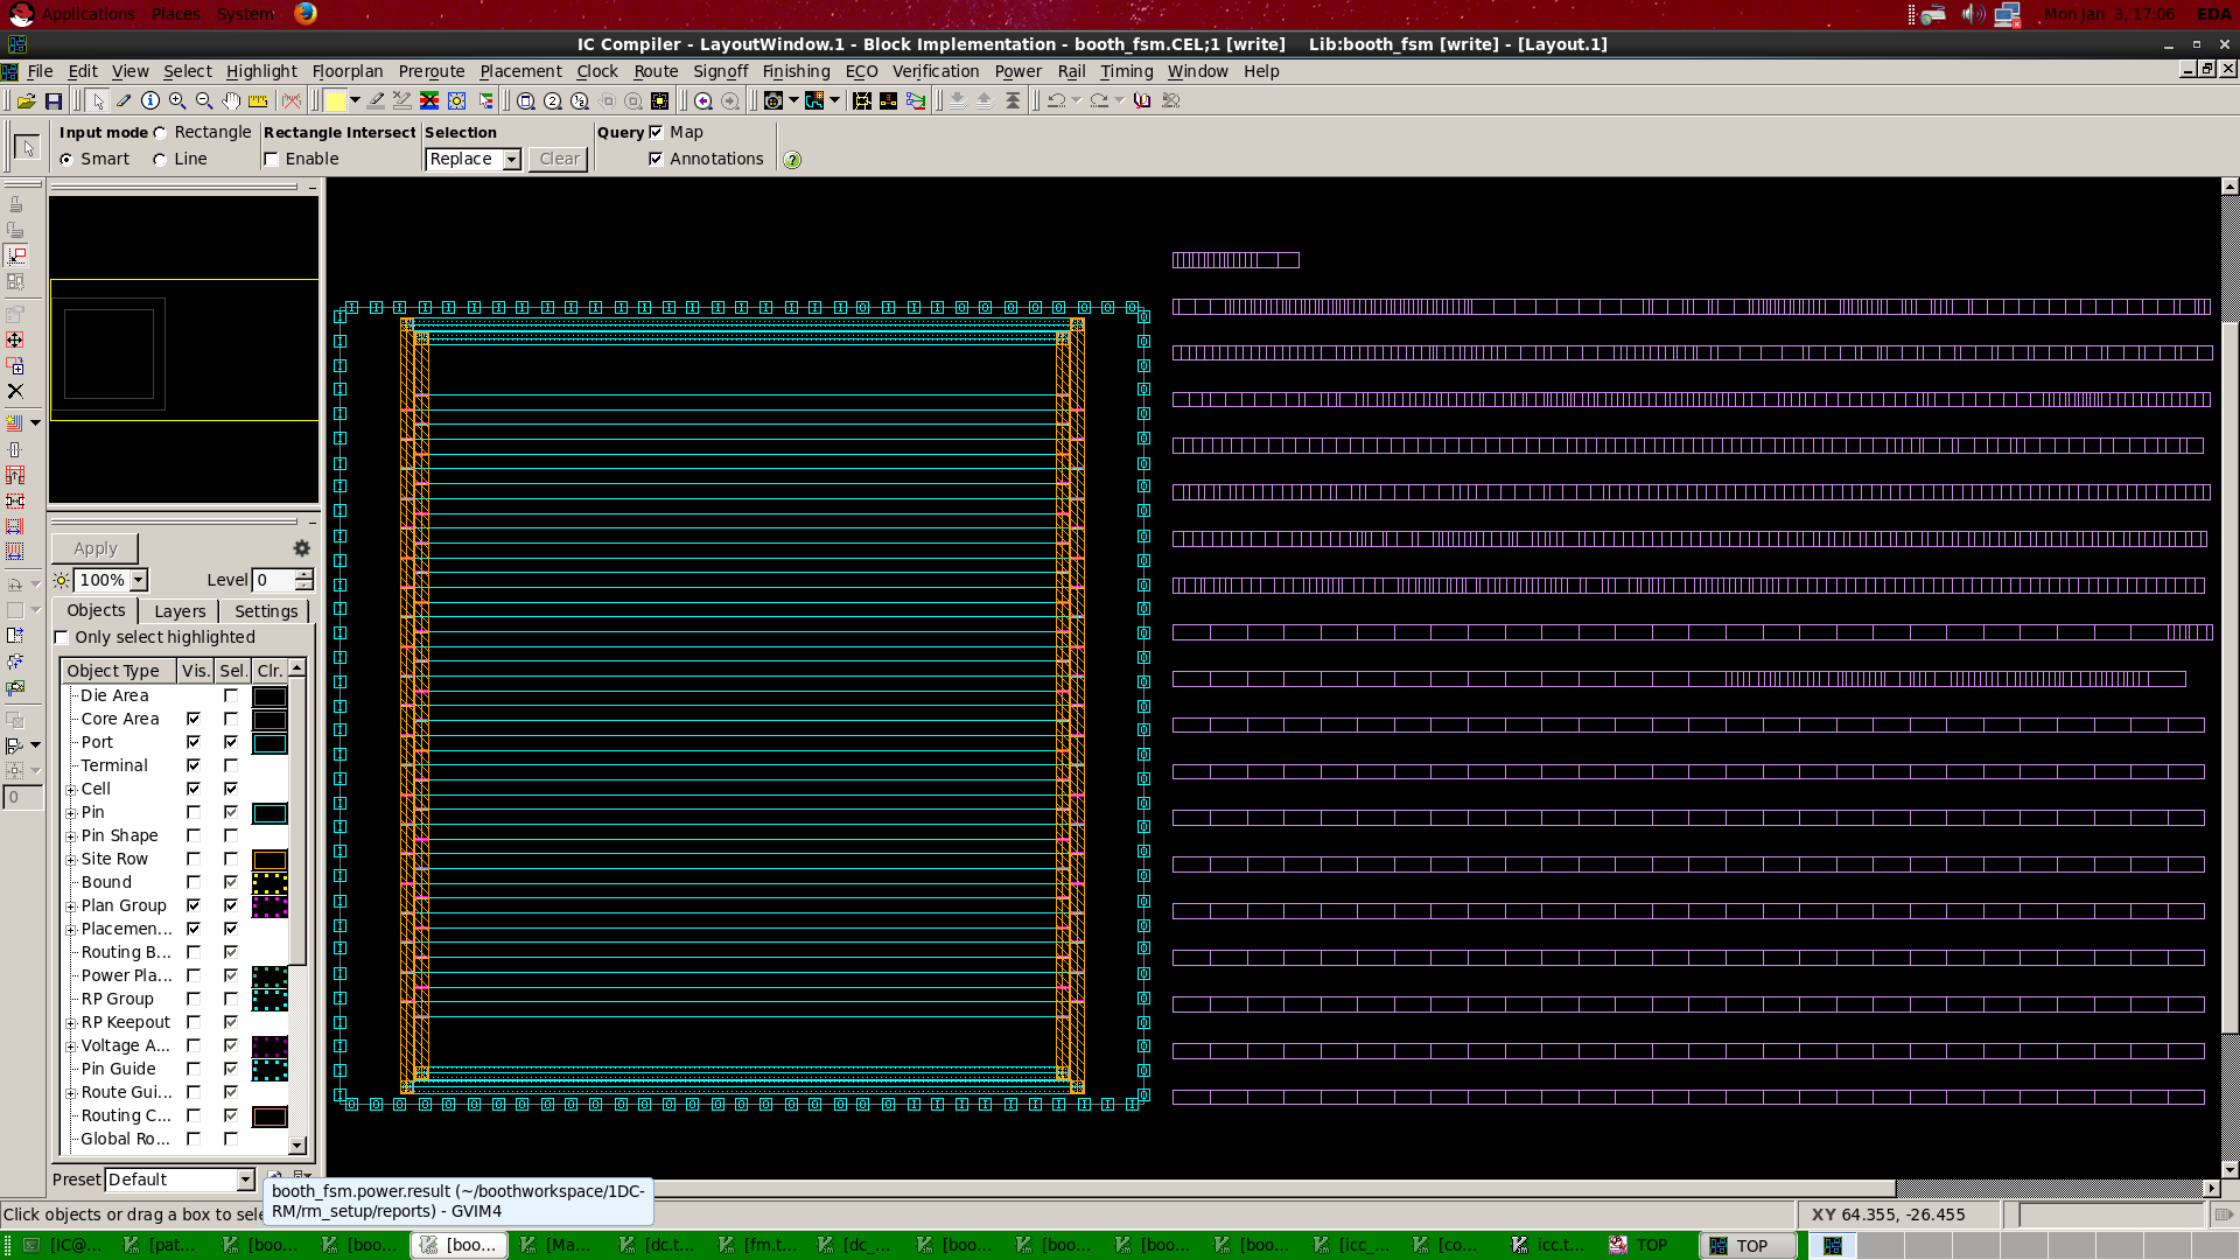 Applications Places System Mon Jan 3, 17:06 EDA
IC Compiler - LayoutWindow.1 - Block Implementation - booth_fsm.CEL;1 [write] Lib:booth_fsm [write] - [Layout.1]
File Edit View Select Highlight Floorplan Preroute Placement Clock Route Signoff Finishing ECO Verification Power Rail Timing Window Help
Input mode Rectangle Rectangle Intersect Selection Query Map
Smart Line Enable Replace Clear Annotations
Apply
100% Level 0
Objects Layers Settings
Only select highlighted
Object Type Vis. Sel. Clr.
Die Area
Core Area
Port
Terminal
Cell
Pin
0
Pin Shape
Site Row
Bound
Plan Group
Placemen...
Routing B...
Power Pla...
RP Group
RP Keepout
Voltage A...
Pin Guide
Route Gui...
Routing C...
Global Ro...
Preset Default
booth_fsm.power.result (~/boothworkspace/1DC-
RM/rm_setup/reports) - GVIM4
Click objects or drag a box to sele
XY 64.355, -26.455
[IC@... [pat... [boo... [boo... [boo... [Ma... [dc.t... [fm.t... [dc_... [boo... [boo... [boo... [boo... [icc_... [co... icc.t... TOP TOP